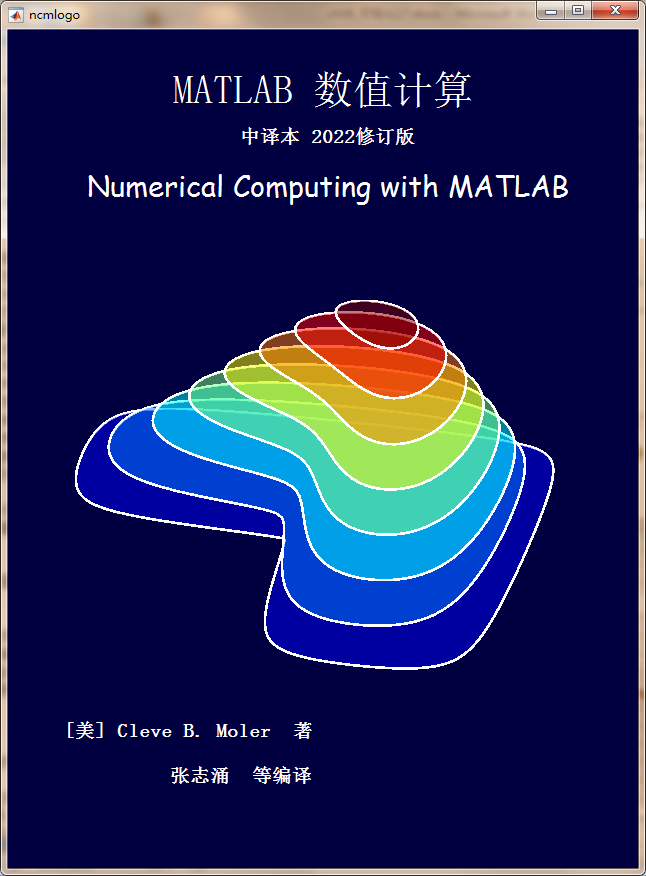 ncmlogo
MATLAB 数值计算
中译本 2022修订版
Numerical Computing with MATLAB
[美] Cleve B. Moler 著
张志涌 等编译